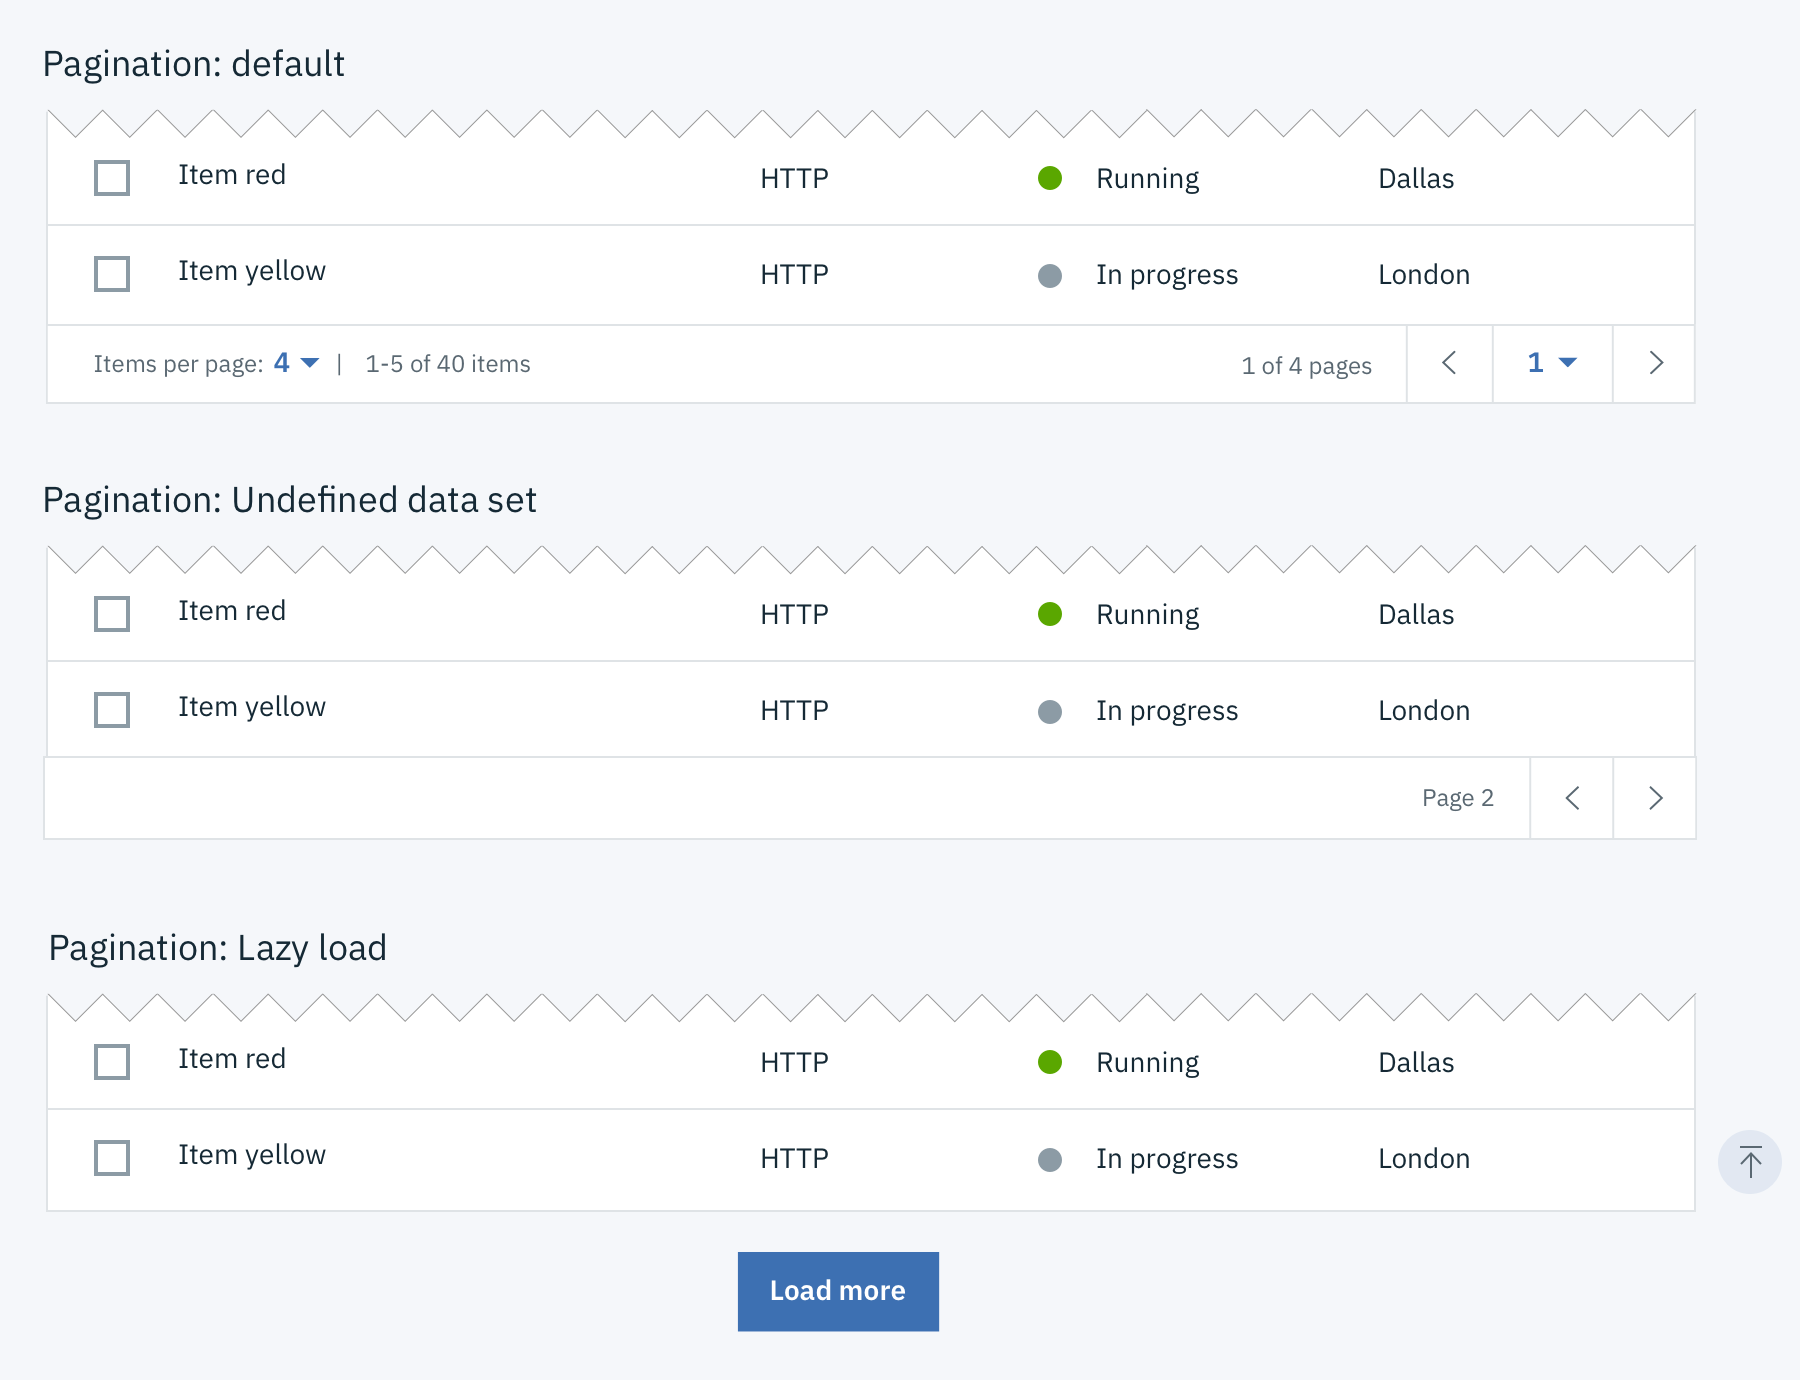 Pagination: default
Item red HTTP Running Dallas
Item yellow HTTP In progress London
Items per page: 4 | 1-5 of 40 items 1 of 4 pages 1
Pagination: Undefined data set
Item red HTTP Running Dallas
Item yellow HTTP In progress London
Page 2
Pagination: Lazy load
Item red HTTP Running Dallas
Item yellow HTTP In progress London
Load more